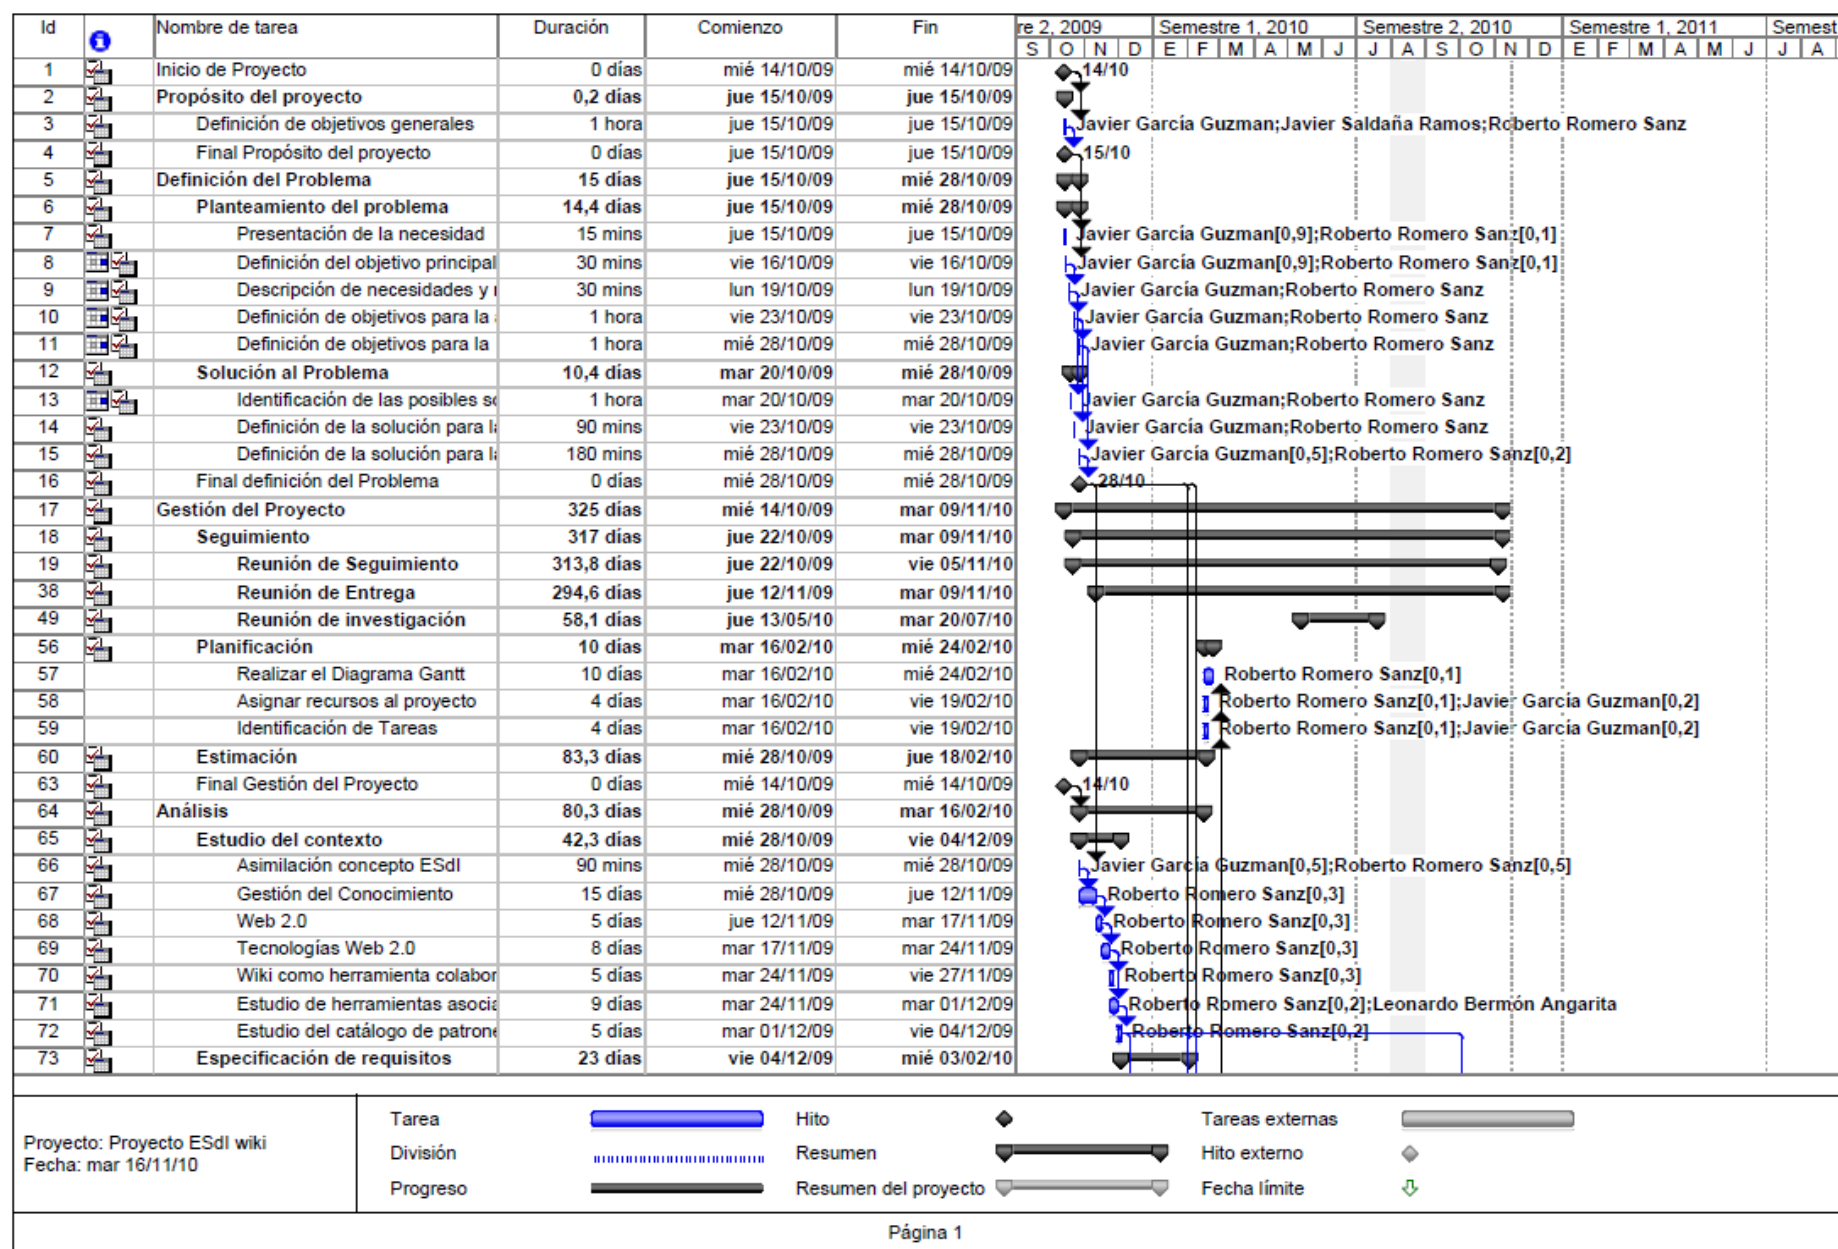 Id Nombre de tarea Duración Comienzo Fin re 2, 2009 Semestre 1, 2010 Semestre 2, 2010 Semestre 1, 2011 Semest
S O N D E F M A M J J A S O N D E F M A M J J A
1 Inicio de Proyecto 0 días mié 14/10/09 mié 14/10/09 14/10
2 Propósito del proyecto 0,2 días jue 15/10/09 jue 15/10/09
3 Definición de objetivos generales 1 hora jue 15/10/09 jue 15/10/09 Javier García Guzman;Javier Saldaña Ramos;Roberto Romero Sanz
4 Final Propósito del proyecto 0 días jue 15/10/09 jue 15/10/09 15/10
5 Definición del Problema 15 días jue 15/10/09 mié 28/10/09
6 Planteamiento del problema 14,4 días jue 15/10/09 mié 28/10/09
7 Presentación de la necesidad 15 mins jue 15/10/09 jue 15/10/09 Javier García Guzman[0,9];Roberto Romero Sanz[0,1]
8 Definición del objetivo principal 30 mins vie 16/10/09 vie 16/10/09 Javier García Guzman[0,9];Roberto Romero Sanz[0,1]
9 Descripción de necesidades y 30 mins lun 19/10/09 lun 19/10/09 Javier García Guzman;Roberto Romero Sanz
10 Definición de objetivos para la 1 hora vie 23/10/09 vie 23/10/09 Javier García Guzman;Roberto Romero Sanz
11 Definición de objetivos para la 1 hora mié 28/10/09 mié 28/10/09 Javier García Guzman;Roberto Romero Sanz
12 Solución al Problema 10,4 días mar 20/10/09 mié 28/10/09
13 Identificación de las posibles so 1 hora mar 20/10/09 mar 20/10/09 Javier García Guzman;Roberto Romero Sanz
14 Definición de la solución para la 90 mins vie 23/10/09 vie 23/10/09 Javier García Guzman;Roberto Romero Sanz
15 Definición de la solución para la 180 mins mié 28/10/09 mié 28/10/09 Javier García Guzman[0,5];Roberto Romero Sanz[0,2]
16 Final definición del Problema 0 días mié 28/10/09 mié 28/10/09 28/10
17 Gestión del Proyecto 325 días mié 14/10/09 mar 09/11/10
18 Seguimiento 317 días jue 22/10/09 mar 09/11/10
19 Reunión de Seguimiento 313,8 días jue 22/10/09 vie 05/11/10
38 Reunión de Entrega 294,6 días jue 12/11/09 mar 09/11/10
49 Reunión de investigación 58,1 días jue 13/05/10 mar 20/07/10
56 Planificación 10 días mar 16/02/10 mié 24/02/10
57 Realizar el Diagrama Gantt 10 días mar 16/02/10 mié 24/02/10 Roberto Romero Sanz[0,1]
58 Asignar recursos al proyecto 4 días mar 16/02/10 vie 19/02/10 Roberto Romero Sanz[0,1];Javier García Guzman[0,2]
59 Identificación de Tareas 4 días mar 16/02/10 vie 19/02/10 Roberto Romero Sanz[0,1];Javier García Guzman[0,2]
60 Estimación 83,3 días mié 28/10/09 jue 18/02/10
63 Final Gestión del Proyecto 0 días mié 14/10/09 mié 14/10/09 14/10
64 Análisis 80,3 días mié 28/10/09 mar 16/02/10
65 Estudio del contexto 42,3 días mié 28/10/09 vie 04/12/09
66 Asimilación concepto ESdI 90 mins mié 28/10/09 mié 28/10/09 Javier García Guzman[0,5];Roberto Romero Sanz[0,5]
67 Gestión del Conocimiento 15 días mié 28/10/09 jue 12/11/09 Roberto Romero Sanz[0,3]
68 Web 2.0 5 días jue 12/11/09 mar 17/11/09 Roberto Romero Sanz[0,3]
69 Tecnologías Web 2.0 8 días mar 17/11/09 mar 24/11/09 Roberto Romero Sanz[0,3]
70 Wiki como herramienta colabor 5 días mar 24/11/09 vie 27/11/09 Roberto Romero Sanz[0,3]
71 Estudio de herramientas asocia 9 días mar 24/11/09 mar 01/12/09 Roberto Romero Sanz[0,2];Leonardo Bermón Angarita
72 Estudio del catálogo de patrone 5 días mar 01/12/09 vie 04/12/09 Roberto Romero Sanz[0,2]
73 Especificación de requisitos 23 días vie 04/12/09 mié 03/02/10
Proyecto: Proyecto ESdI wiki
Fecha: mar 16/11/10
Tarea Hito Tareas externas
División Resumen Hito externo
Progreso Resumen del proyecto Fecha límite
Página 1